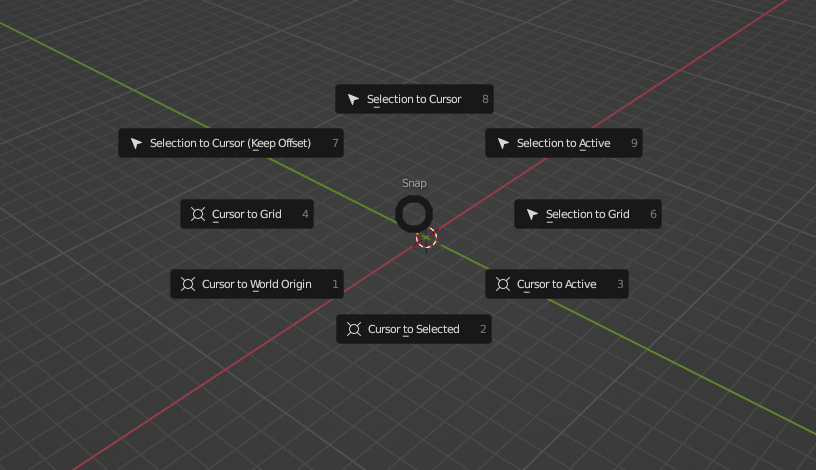 Selection to Cursor 8
Selection to Cursor (Keep Offset) 7
Selection to Active 9
Snap
Cursor to Grid 4
Selection to Grid 6
Cursor to World Origin 1
Cursor to Active 3
Cursor to Selected 2